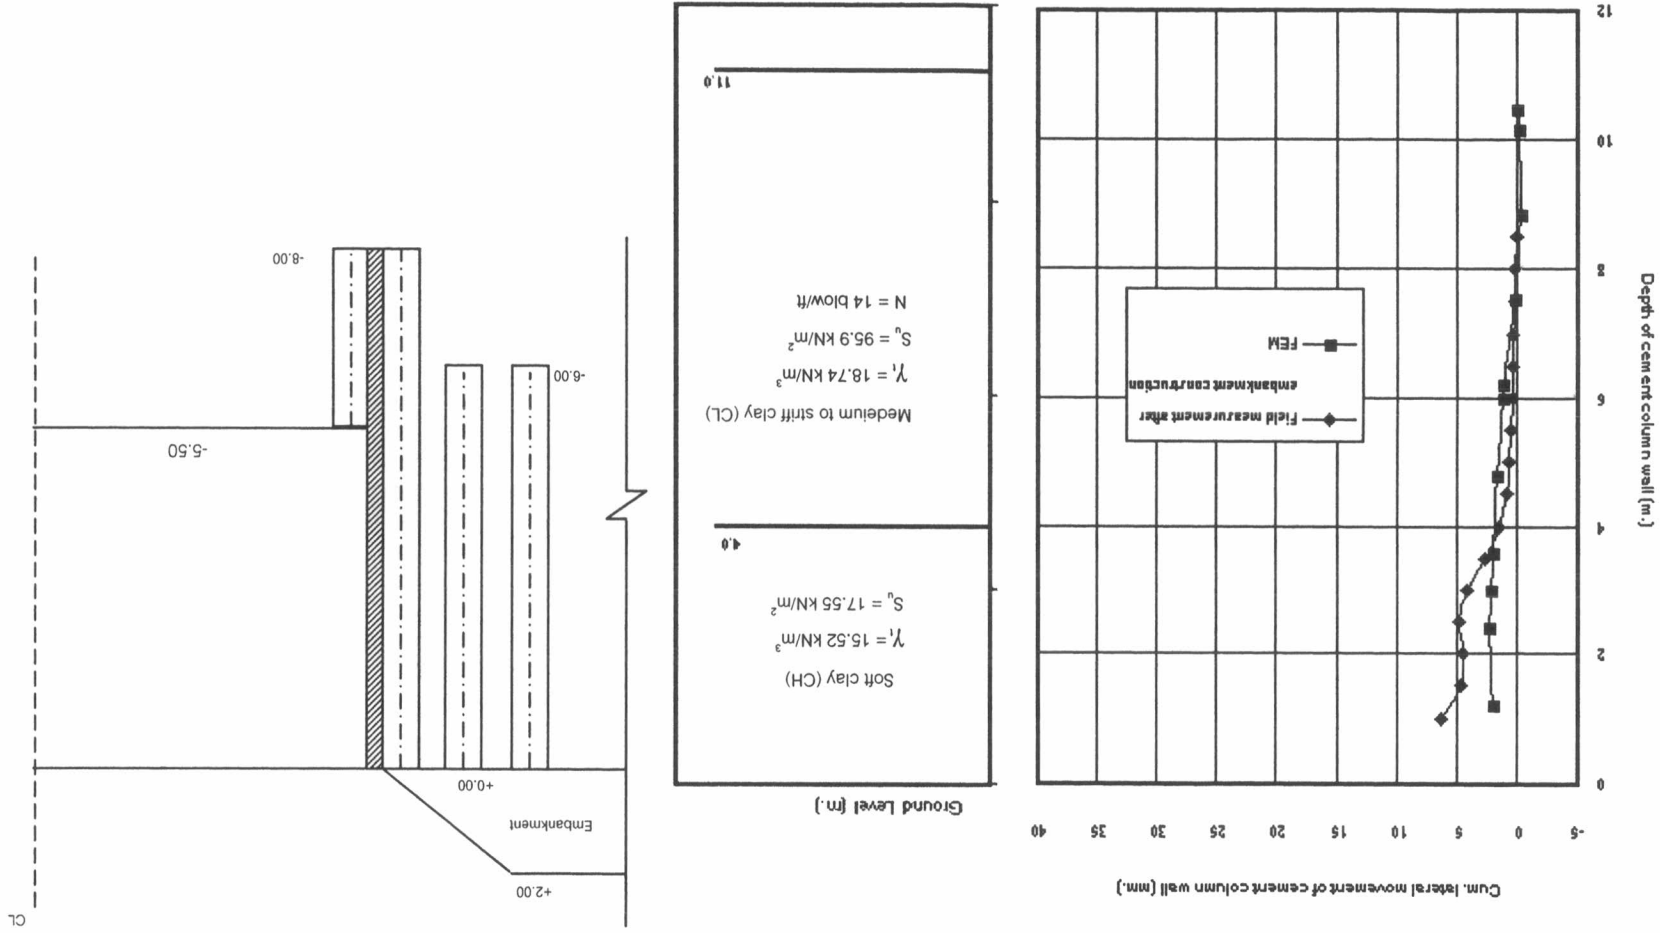 Cum. lateral movement of cement column wall (mm.)
-5 0 5 10 15 20 25 30 35 40
0
2
4
6
8
10
12
Depth of cement column wall (m.)
Field measurement after
embankment construction
FEM
Ground Level (m.)
Soft clay (CH)
γt = 15.52 kN/m³
Su = 17.55 kN/m²
4.0
Medeium to striff clay (CL)
γt = 18.74 kN/m³
Su = 95.9 kN/m²
N = 14 blow/ft
11.0
CL
+2.00
Embankment
+0.00
-5.50
-6.00
-8.00